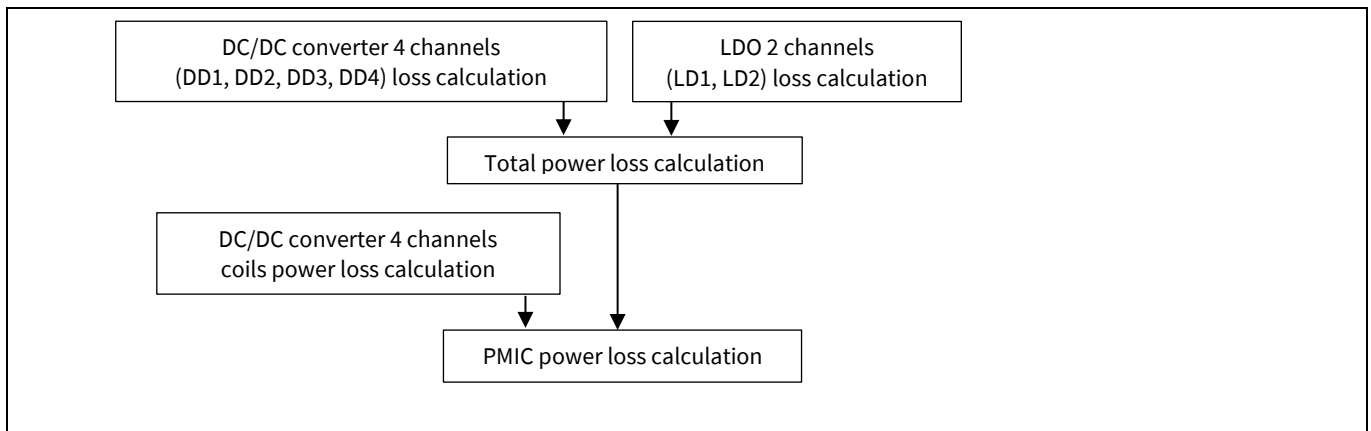 DC/DC converter 4 channels
(DD1, DD2, DD3, DD4) loss calculation
LDO 2 channels
(LD1, LD2) loss calculation
Total power loss calculation
DC/DC converter 4 channels
coils power loss calculation
PMIC power loss calculation